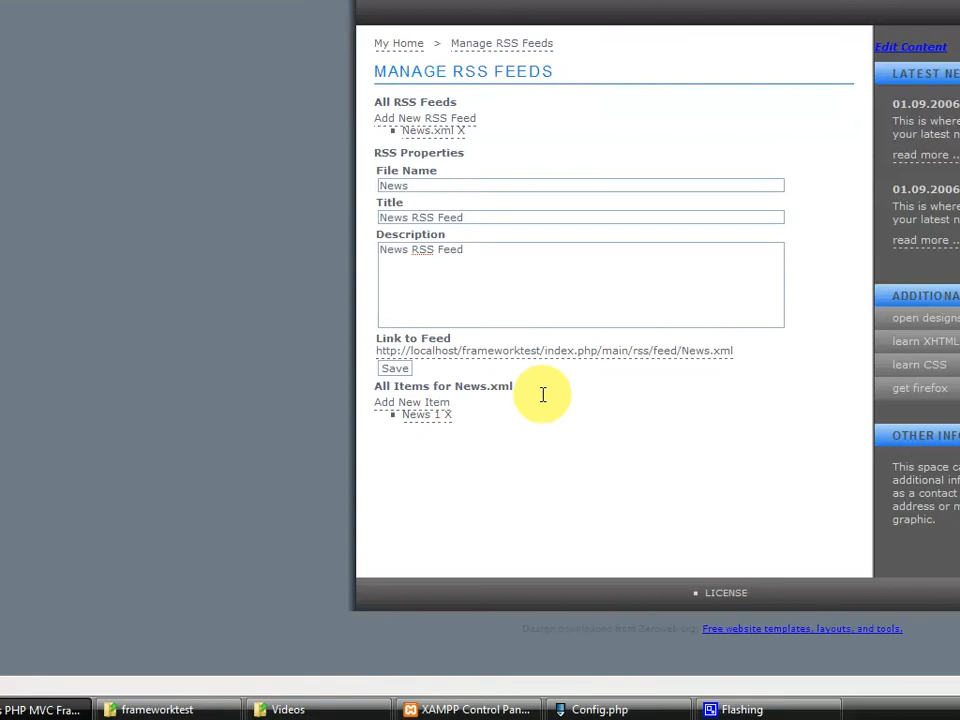 My Home > Manage RSS Feeds
MANAGE RSS FEEDS
All RSS Feeds
Add New RSS Feed
News.xml X
RSS Properties
File Name
News
Title
News RSS Feed
Description
News RSS Feed
Link to Feed
http://localhost/frameworktest/index.php/main/rss/feed/News.xml
Save
All Items for News.xml
Add New Item
News 1 X
Edit Content
LATEST NE
01.09.2006
This is where
your latest n
read more ..
01.09.2006
This is where
your latest n
read more ..
ADDITIONA
open designs
learn XHTML
learn CSS
get firefox
OTHER INF
This space ca
additional inf
as a contact
address or m
graphic.
LICENSE
Design downloaded from Zeroweb.org: Free website templates, layouts, and tools.
s PHP MVC Fra...
frameworktest
Videos
XAMPP Control Pan...
Config.php
Flashing